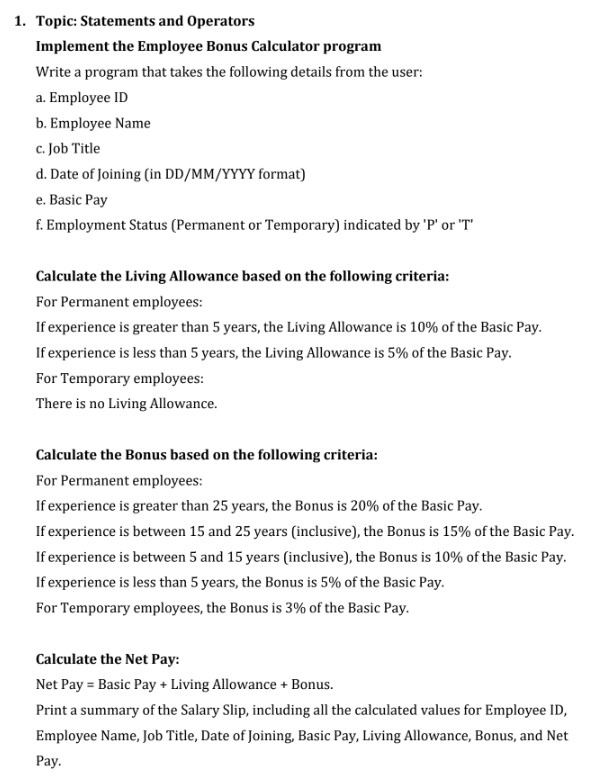 1. Topic: Statements and Operators
Implement the Employee Bonus Calculator program
Write a program that takes the following details from the user:
a. Employee ID
b. Employee Name
c. Job Title
d. Date of Joining (in DD/MM/YYYY format)
e. Basic Pay
f. Employment Status (Permanent or Temporary) indicated by 'P' or 'T'
Calculate the Living Allowance based on the following criteria:
For Permanent employees:
If experience is greater than 5 years, the Living Allowance is 10% of the Basic Pay.
If experience is less than 5 years, the Living Allowance is 5% of the Basic Pay.
For Temporary employees:
There is no Living Allowance.
Calculate the Bonus based on the following criteria:
For Permanent employees:
If experience is greater than 25 years, the Bonus is 20% of the Basic Pay.
If experience is between 15 and 25 years (inclusive), the Bonus is 15% of the Basic Pay.
If experience is between 5 and 15 years (inclusive), the Bonus is 10% of the Basic Pay.
If experience is less than 5 years, the Bonus is 5% of the Basic Pay.
For Temporary employees, the Bonus is 3% of the Basic Pay.
Calculate the Net Pay:
Net Pay = Basic Pay + Living Allowance + Bonus.
Print a summary of the Salary Slip, including all the calculated values for Employee ID,
Employee Name, Job Title, Date of Joining, Basic Pay, Living Allowance, Bonus, and Net
Pay.